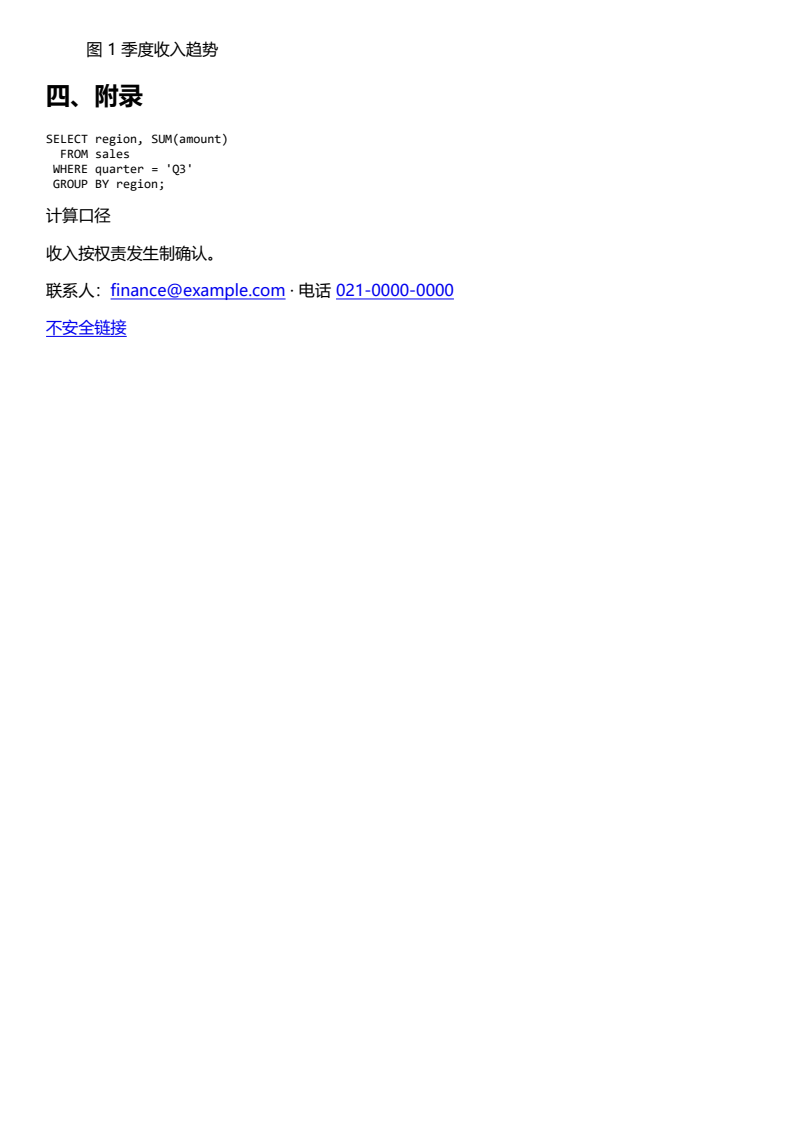 图 1 季度收入趋势
四、附录
SELECT region, SUM(amount)
  FROM sales
 WHERE quarter = 'Q3'
 GROUP BY region;
计算口径
收入按权责发生制确认。
联系人：finance@example.com · 电话 021-0000-0000
不安全链接